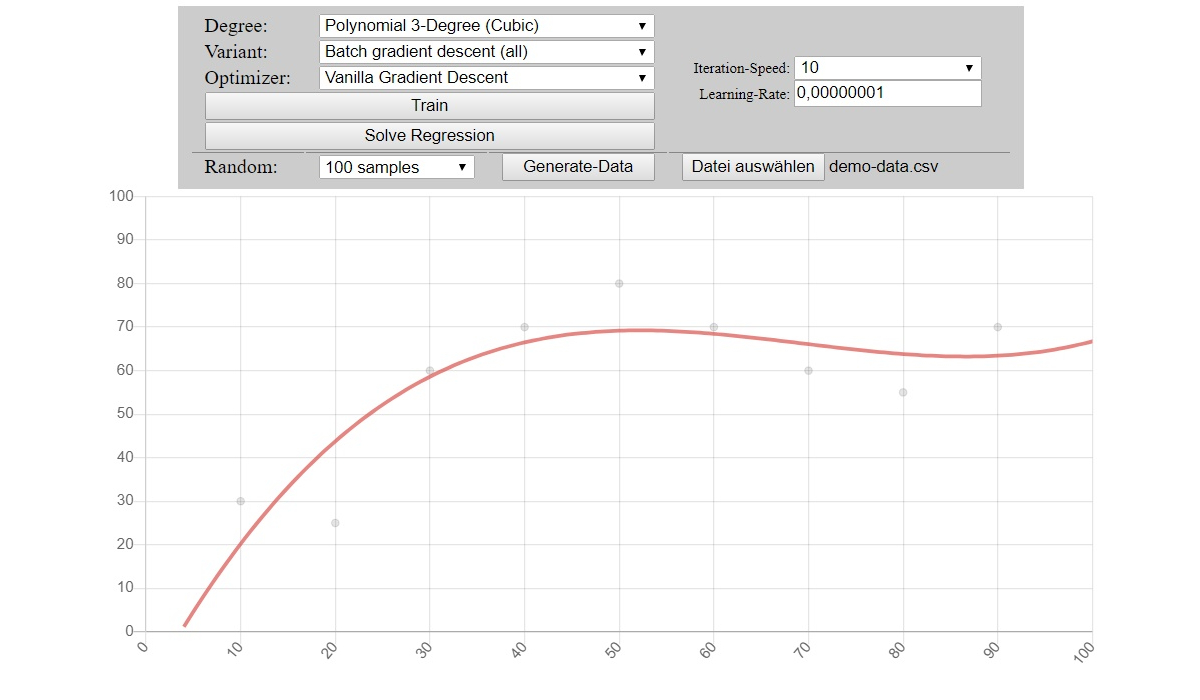 Degree: Polynomial 3-Degree (Cubic)
Variant: Batch gradient descent (all)
Optimizer: Vanilla Gradient Descent
Iteration-Speed: 10
Learning-Rate: 0,00000001
Train
Solve Regression
Random: 100 samples Generate-Data Datei auswählen demo-data.csv
100
90
80
70
60
50
40
30
20
10
0
0 10 20 30 40 50 60 70 80 90 100